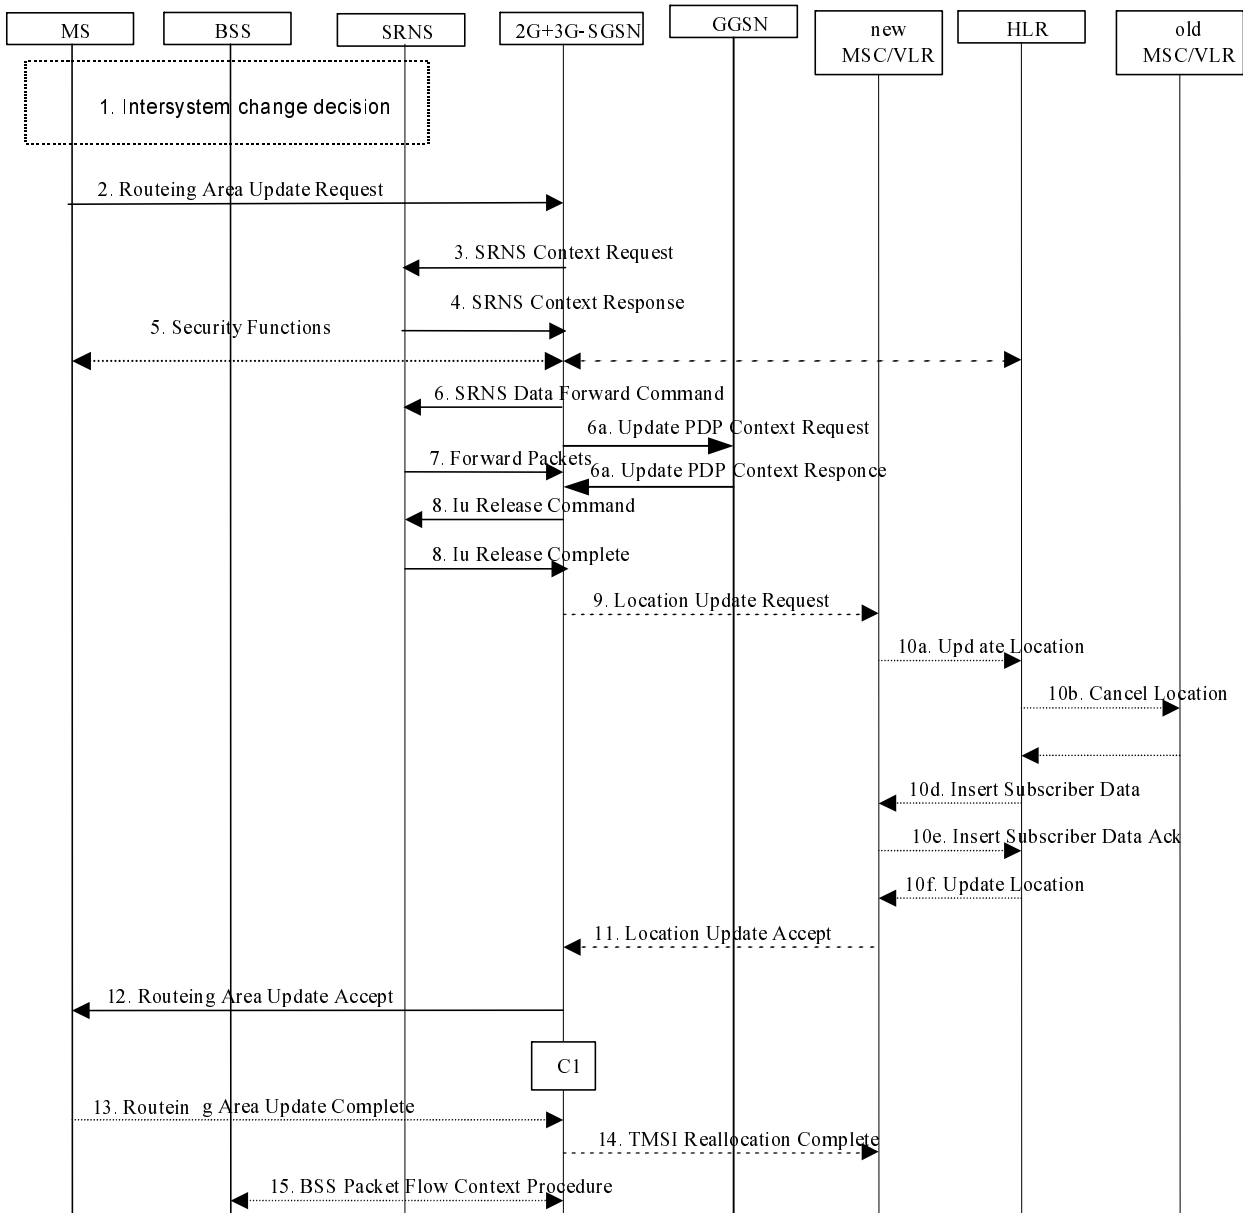 MS
BSS
SRNS
2G+3G-SGSN
GGSN
new
MSC/VLR
HLR
old
MSC/VLR
1. Intersystem change decision
2. Routeing Area Update Request
3. SRNS Context Request
4. SRNS Context Response
5. Security Functions
6. SRNS Data Forward Command
6a. Update PDP Context Request
7. Forward Packets
6a. Update PDP Context Responce
8. Iu Release Command
8. Iu Release Complete
9. Location Update Request
10a. Upd ate Location
10b. Cancel Location
10d. Insert Subscriber Data
10e. Insert Subscriber Data Ack
10f. Update Location
11. Location Update Accept
12. Routeing Area Update Accept
C1
13. Routein g Area Update Complete
14. TMSI Reallocation Complete
15. BSS Packet Flow Context Procedure